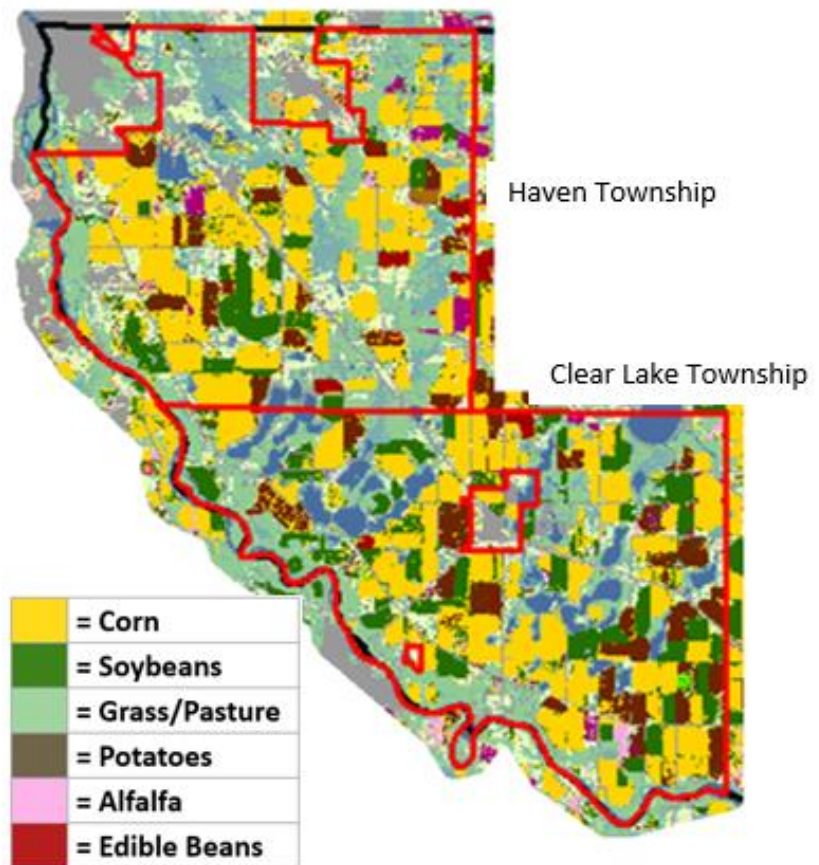 Haven Township
Clear Lake Township
= Corn
= Soybeans
= Grass/Pasture
= Potatoes
= Alfalfa
= Edible Beans